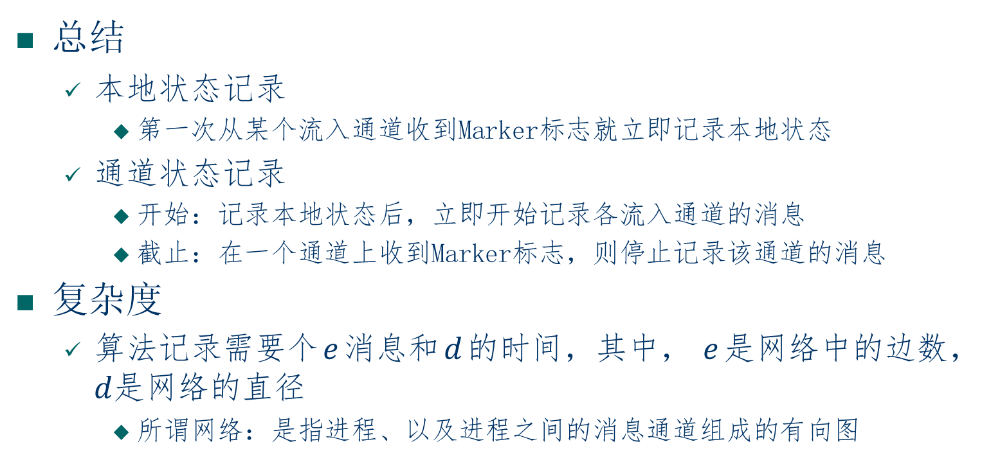 总结
本地状态记录
第一次从某个流入通道收到Marker标志就立即记录本地状态
通道状态记录
开始：记录本地状态后，立即开始记录各流入通道的消息
截止：在一个通道上收到Marker标志，则停止记录该通道的消息
复杂度
算法记录需要个e消息和d的时间，其中， e是网络中的边数，
d是网络的直径
所谓网络：是指进程、以及进程之间的消息通道组成的有向图